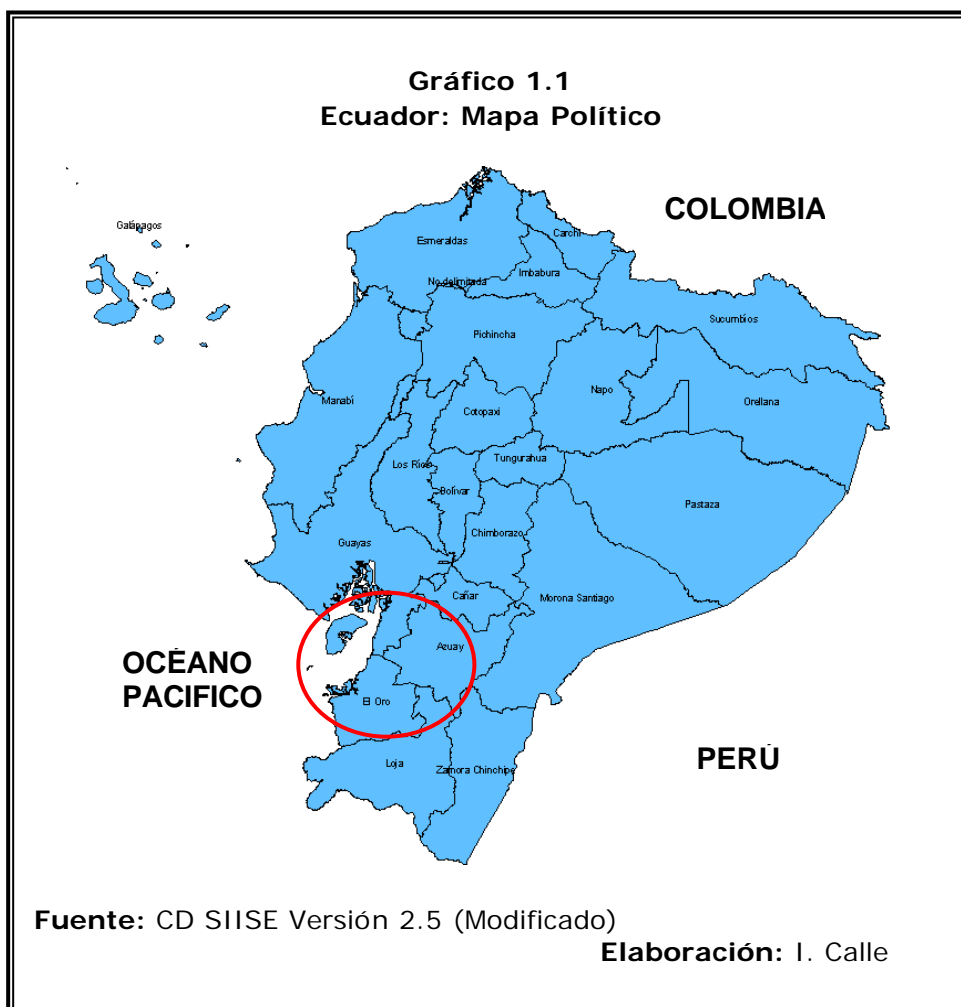 Gráfico 1.1
Ecuador: Mapa Político
COLOMBIA
Galápagos
Esmeraldas
Carchi
Imbabura
No delimitada
Sucumbíos
Pichincha
Napo
Orellana
Manabí
Cotopaxi
Los Ríos
Tungurahua
Bolívar
Pastaza
Chimborazo
Guayas
Cañar
Morona Santiago
Azuay
OCÉANO
PACIFICO
El Oro
PERÚ
Loja
Zamora Chinchipe
Fuente: CD SIISE Versión 2.5 (Modificado)
Elaboración: I. Calle